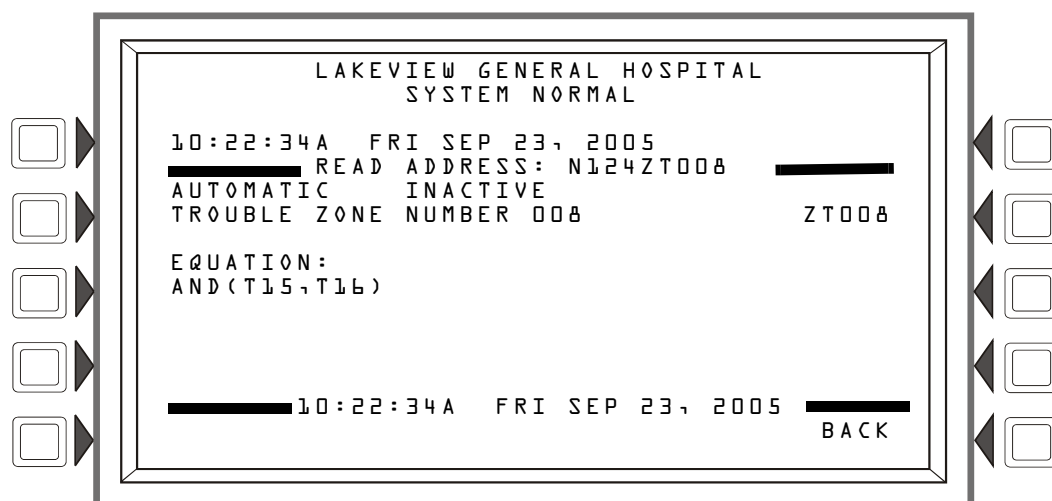 LAKEVIEW GENERAL HOSPITAL
SYSTEM NORMAL
10:22:34A FRI SEP 23, 2005
READ ADDRESS: N124ZT008
AUTOMATIC INACTIVE
TROUBLE ZONE NUMBER 008 ZT008
EQUATION:
AND(T15,T16)
10:22:34A FRI SEP 23, 2005
BACK